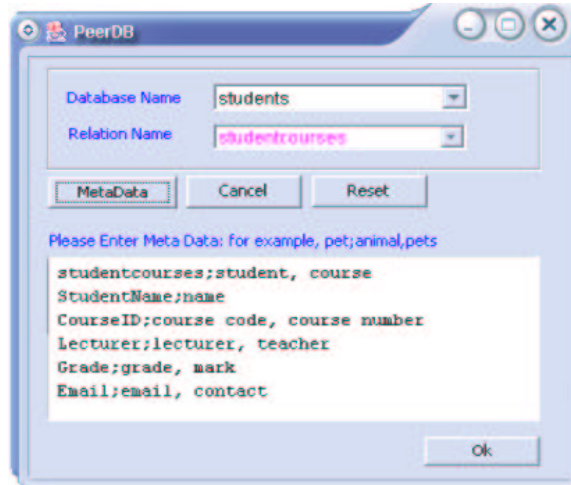 PeerDB
Database Name students
Relation Name studentcourses
MetaData Cancel Reset
Please Enter Meta Data: for example, pet;animal,pets
studentcourses;student, course
StudentName;name
CourseID;course code, course number
Lecturer;lecturer, teacher
Grade;grade, mark
Email;email, contact
Ok